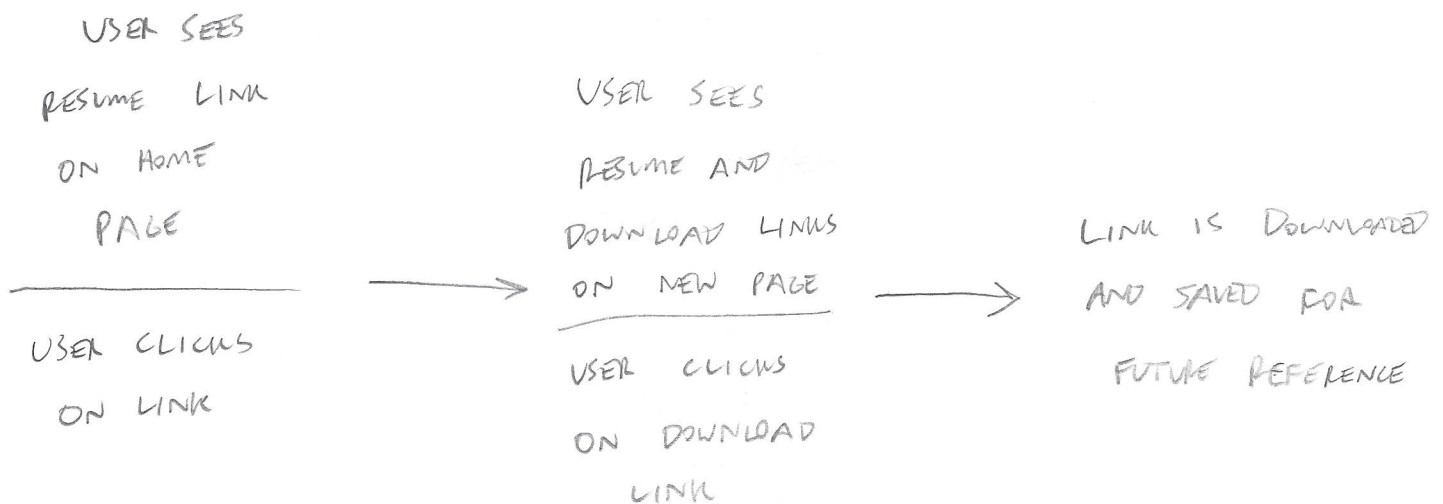 USER SEES
RESUME LINK
ON HOME
PAGE
USER CLICKS
ON LINK
USER SEES
RESUME AND
DOWNLOAD LINKS
ON NEW PAGE
USER CLICKS
ON DOWNLOAD
LINK
LINK IS DOWNLOADED
AND SAVED FOR
FUTURE REFERENCE